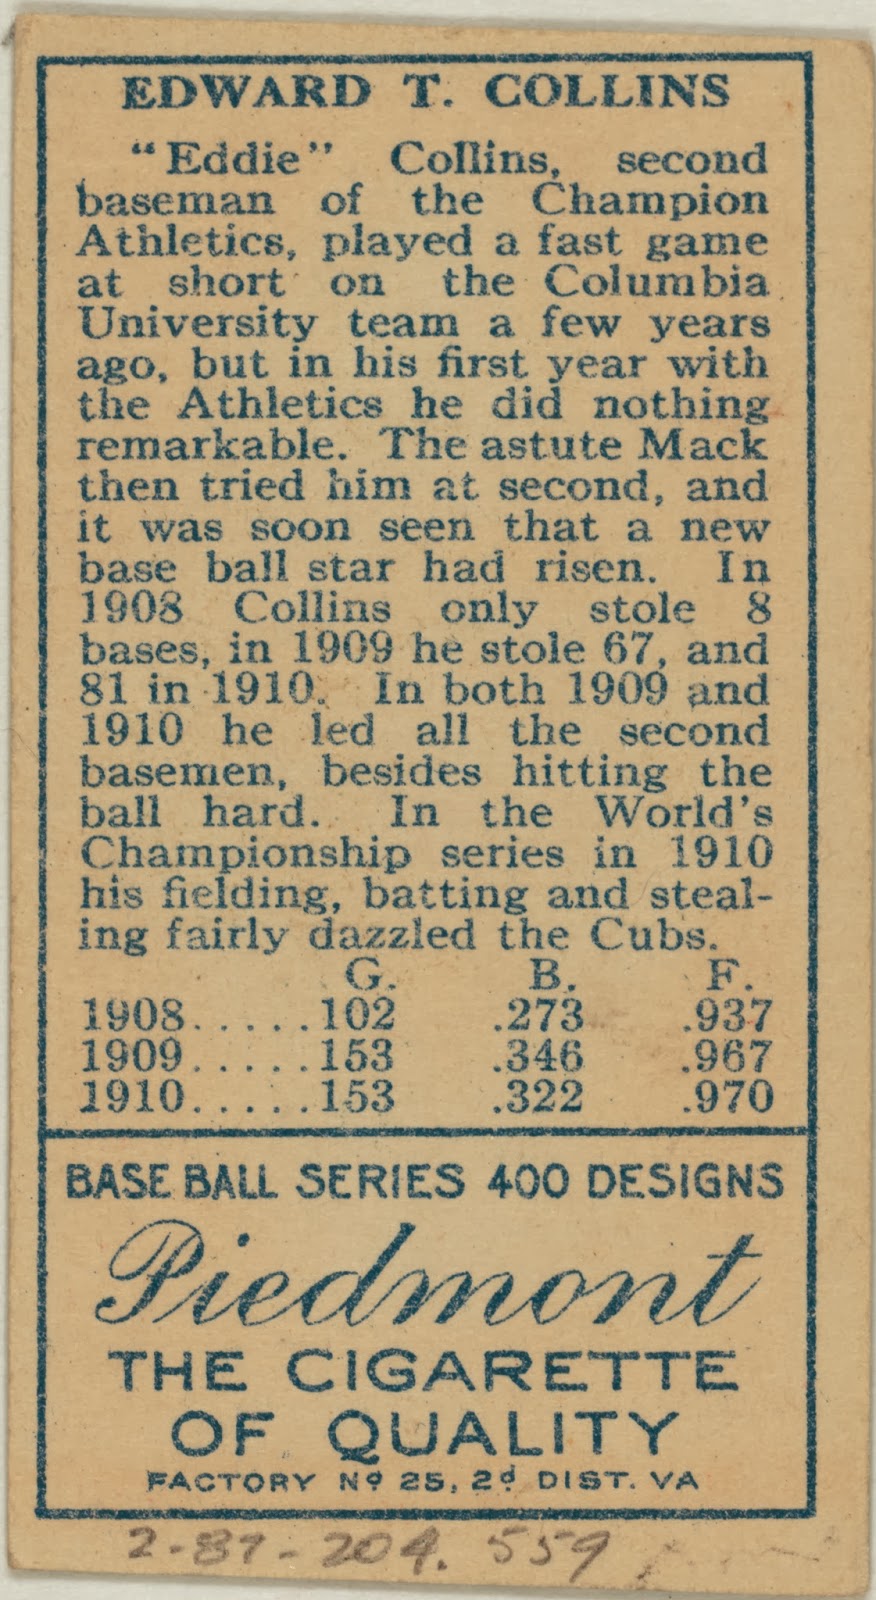 EDWARD T. COLLINS
“Eddie” Collins, second
baseman of the Champion
Athletics, played a fast game
at short on the Columbia
University team a few years
ago, but in his first year with
the Athletics he did nothing
remarkable. The astute Mack
then tried him at second, and
it was soon seen that a new
base ball star had risen. In
1908 Collins only stole 8
bases, in 1909 he stole 67, and
81 in 1910. In both 1909 and
1910 he led all the second
basemen, besides hitting the
ball hard. In the World's
Championship series in 1910
his fielding, batting and steal-
ing fairly dazzled the Cubs.
G. B. F.
1908.....102 .273 .937
1909.....153 .346 .967
1910.....153 .322 .970
BASE BALL SERIES 400 DESIGNS
Piedmont
THE CIGARETTE
OF QUALITY
FACTORY Nº 25, 2d DIST. VA
2-87-204. 559